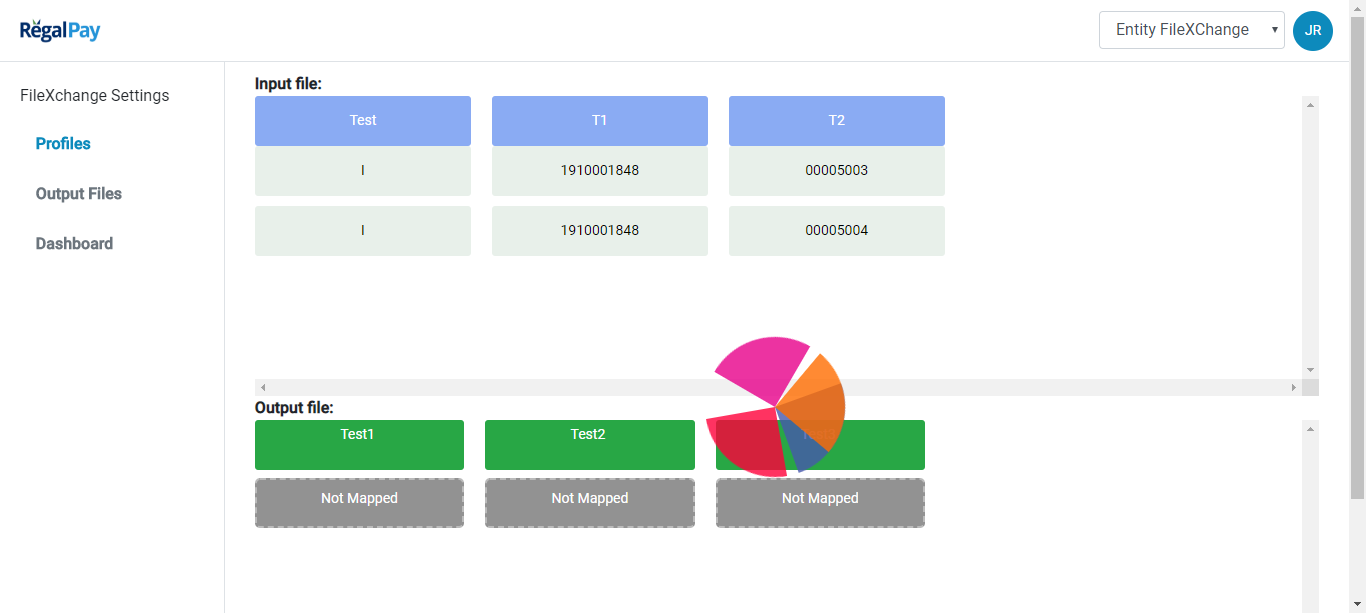 RegalPay
Entity FileXChange
JR
FileXchange Settings
Profiles
Output Files
Dashboard
Input file:
Test T1 T2
I 1910001848 00005003
I 1910001848 00005004
Output file:
Test1 Test2
Not Mapped Not Mapped Not Mapped